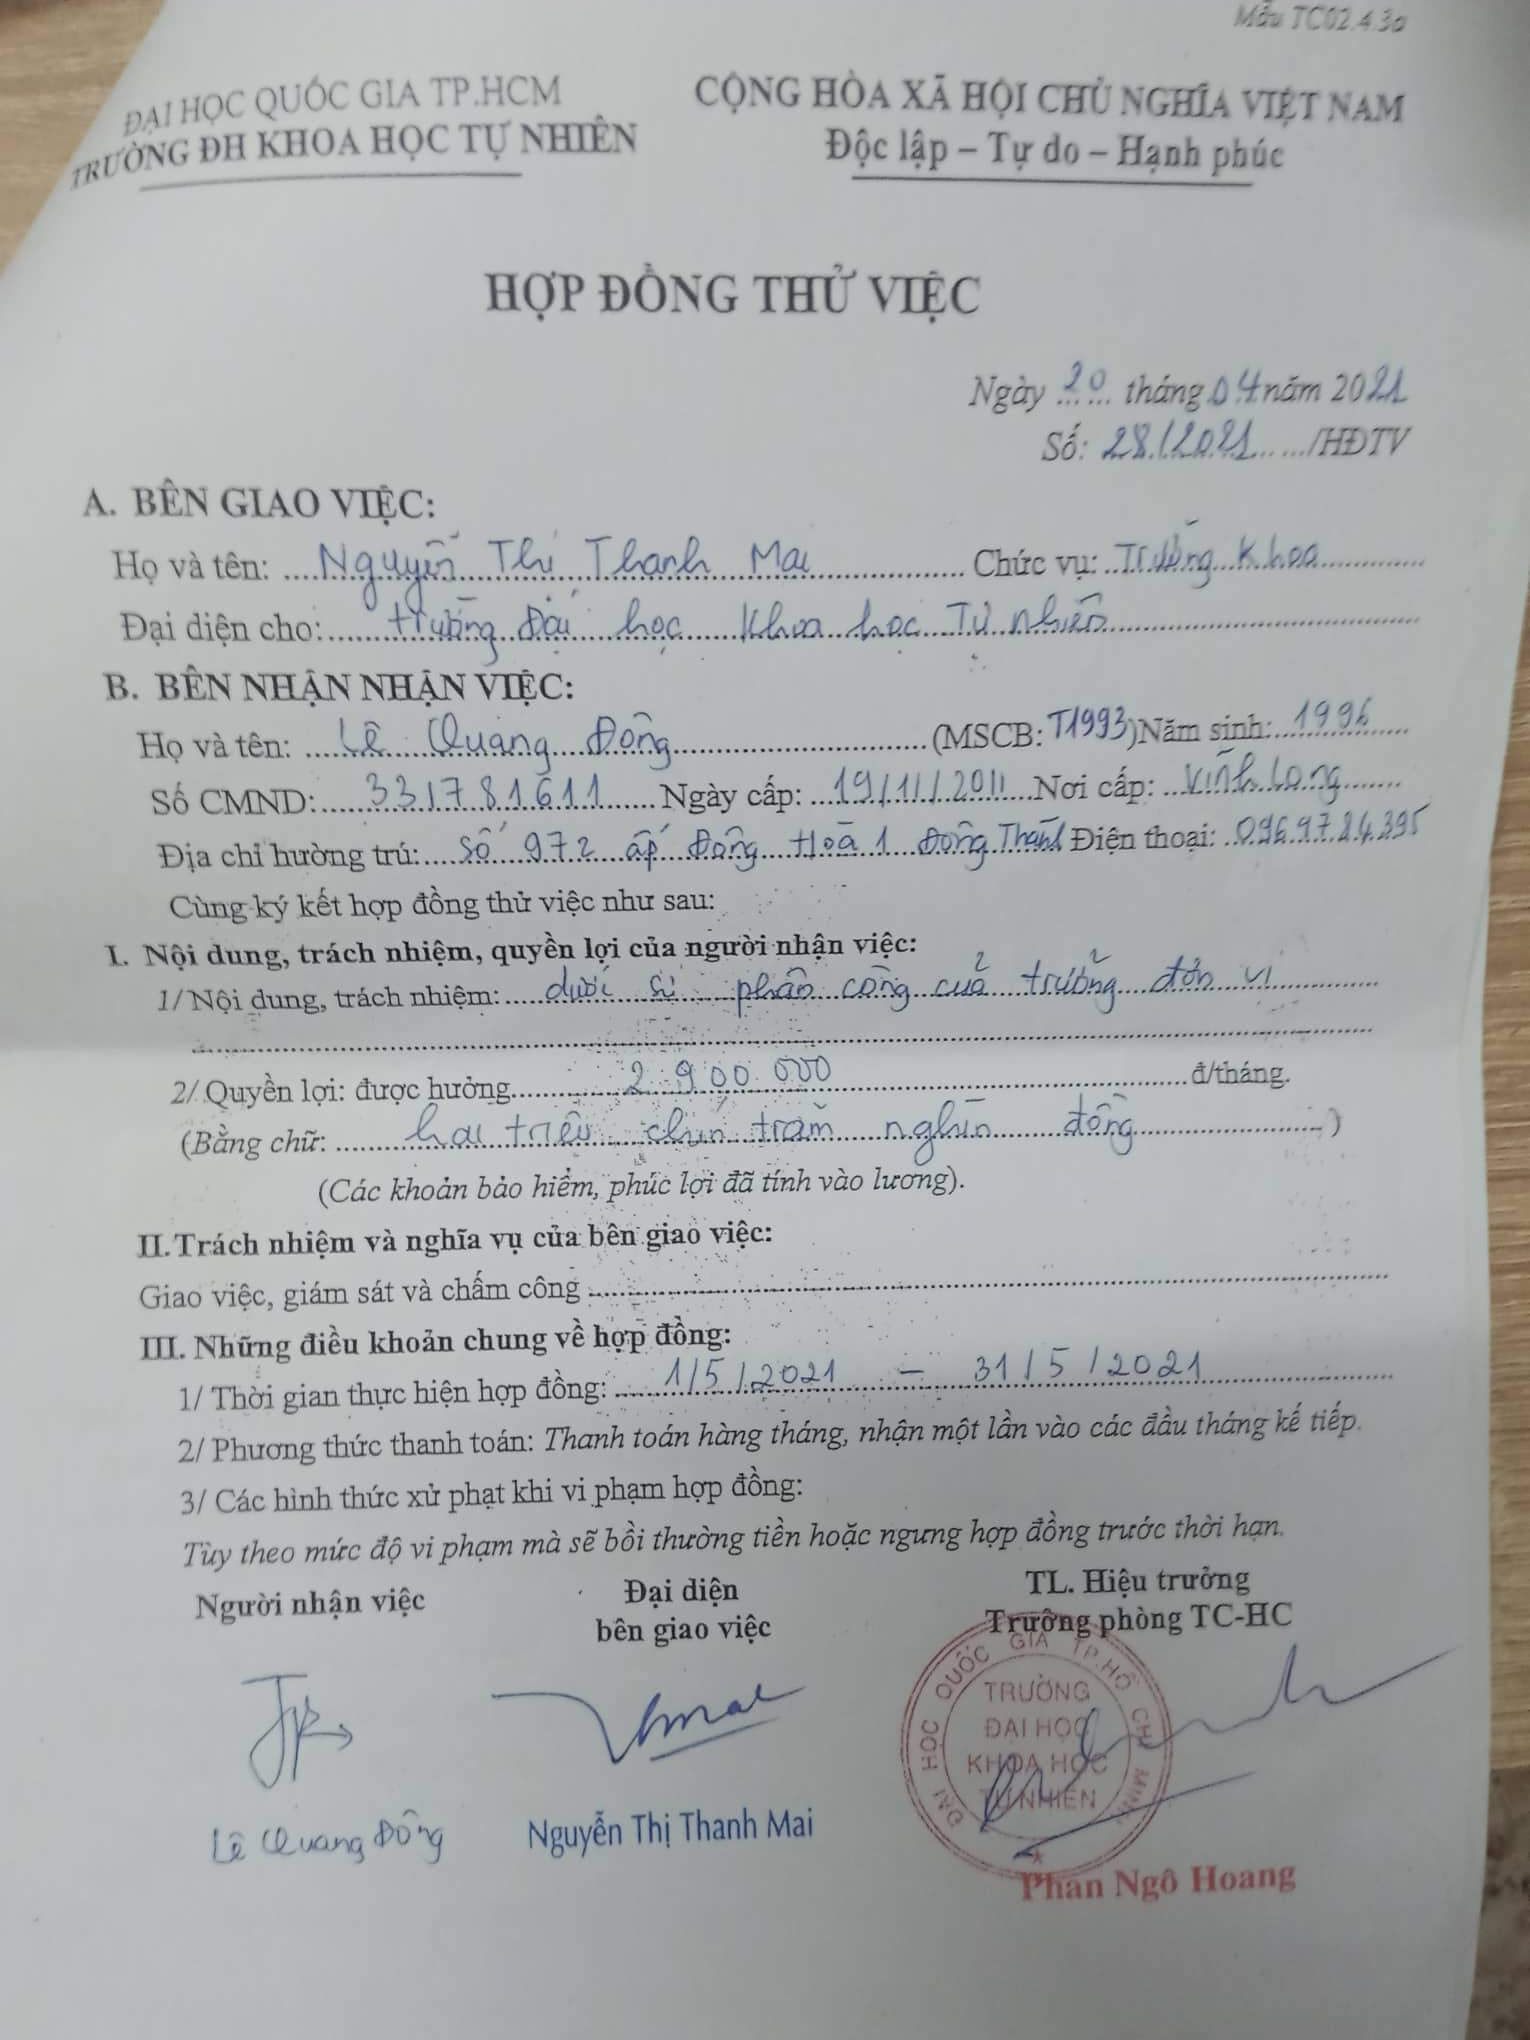 Mẫu TC02.4.3a
ĐẠI HỌC QUỐC GIA TP.HCM
TRƯỜNG ĐH KHOA HỌC TỰ NHIÊN
CỘNG HÒA XÃ HỘI CHỦ NGHĨA VIỆT NAM
Độc lập – Tự do – Hạnh phúc
HỢP ĐỒNG THỬ VIỆC
Ngày 20 tháng 04 năm 2021
Số: 28/2021 /HĐTV
A. BÊN GIAO VIỆC:
Họ và tên: Nguyễn Thị Thanh Mai Chức vụ: Trưởng Khoa
Đại diện cho: trường Đại học Khoa học Tự nhiên
B. BÊN NHẬN NHẬN VIỆC:
Họ và tên: Lê Quang Đông (MSCB: T1993) Năm sinh: 1996
Số CMND: 331781611 Ngày cấp: 19/11/2011 Nơi cấp: Vĩnh Long
Địa chỉ hường trú: Số 972 ấp Đông Hoà 1 Đông Thành Điện thoại: 0969784395
Cùng ký kết hợp đồng thử việc như sau:
I. Nội dung, trách nhiệm, quyền lợi của người nhận việc:
1/ Nội dung, trách nhiệm: dưới sự phân công của trưởng đơn vị
2/ Quyền lợi: được hưởng 2 900 000 đ/tháng.
(Bằng chữ: hai triệu chín trăm nghìn đồng)
(Các khoản bảo hiểm, phúc lợi đã tính vào lương).
II. Trách nhiệm và nghĩa vụ của bên giao việc:
Giao việc, giám sát và chấm công
III. Những điều khoản chung về hợp đồng:
1/ Thời gian thực hiện hợp đồng: 1/5/2021 – 31/5/2021
2/ Phương thức thanh toán: Thanh toán hàng tháng, nhận một lần vào các đầu tháng kế tiếp.
3/ Các hình thức xử phạt khi vi phạm hợp đồng:
Tùy theo mức độ vi phạm mà sẽ bồi thường tiền hoặc ngưng hợp đồng trước thời hạn.
Người nhận việc
Đại diện
bên giao việc
TL. Hiệu trưởng
Trưởng phòng TC-HC
ĐẠI HỌC QUỐC GIA TP.HỒ CHÍ MINH
TRƯỜNG
ĐẠI HỌC
KHOA HỌC
TỰ NHIÊN
Lê Quang Đông
Nguyễn Thị Thanh Mai
Phan Ngô Hoang